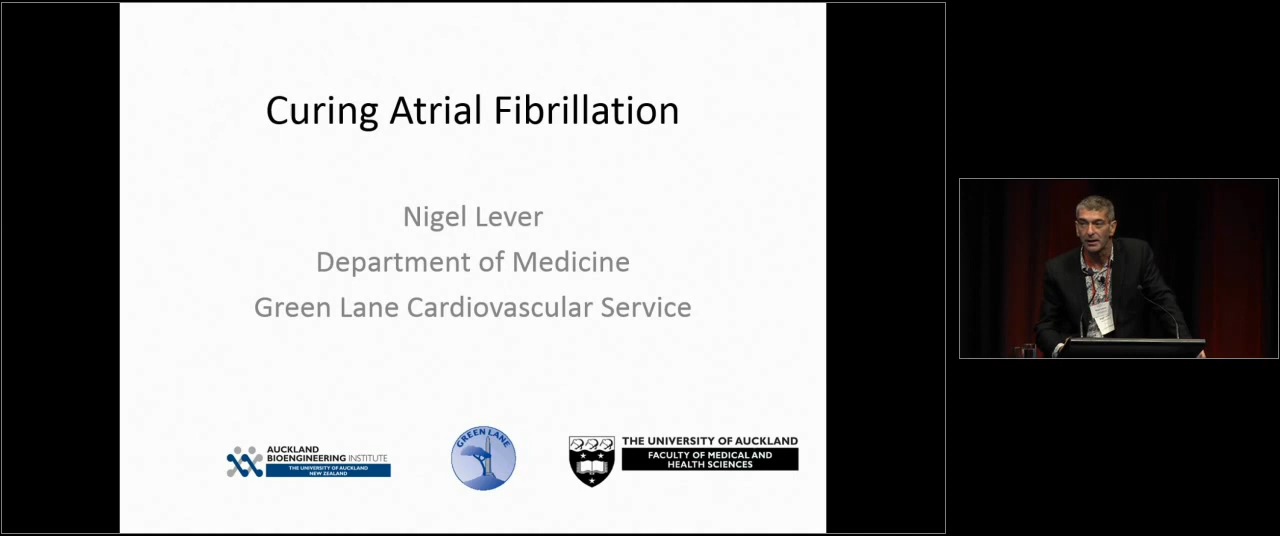 Curing Atrial Fibrillation
Nigel Lever
Department of Medicine
Green Lane Cardiovascular Service
AUCKLAND
BIOENGINEERING INSTITUTE
THE UNIVERSITY OF AUCKLAND
NEW ZEALAND
GREEN LANE
THE UNIVERSITY OF AUCKLAND
FACULTY OF MEDICAL AND
HEALTH SCIENCES